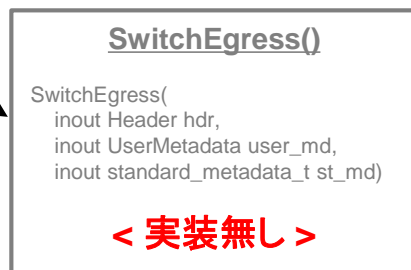 SwitchEgress()
SwitchEgress(
inout Header hdr,
inout UserMetadata user_md,
inout standard_metadata_t st_md)
< 実装無し >